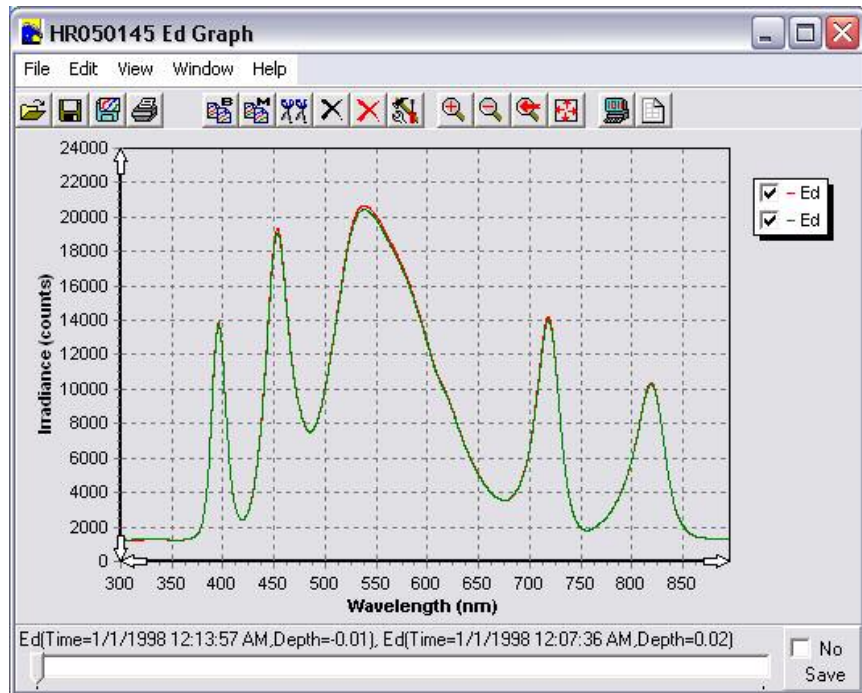 HR050145 Ed Graph
File Edit View Window Help
B M
24000
22000
20000
18000
16000
14000
12000
10000
8000
6000
4000
2000
0
Irradiance (counts)
300 350 400 450 500 550 600 650 700 750 800 850
Wavelength (nm)
Ed
Ed
Ed(Time=1/1/1998 12:13:57 AM,Depth=-0.01), Ed(Time=1/1/1998 12:07:36 AM,Depth=0.02)
No
Save